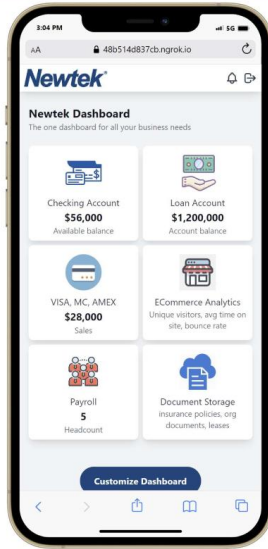 3:04 PM
5G
AA
48b514d837cb.ngrok.io
Newtek
Newtek Dashboard
The one dashboard for all your business needs
Checking Account
$56,000
Available balance
Loan Account
$1,200,000
Account balance
VISA, MC, AMEX
$28,000
Sales
ECommerce Analytics
Unique visitors, avg time on
site, bounce rate
Payroll
5
Headcount
Document Storage
insurance policies, org
documents, leases
Customize Dashboard